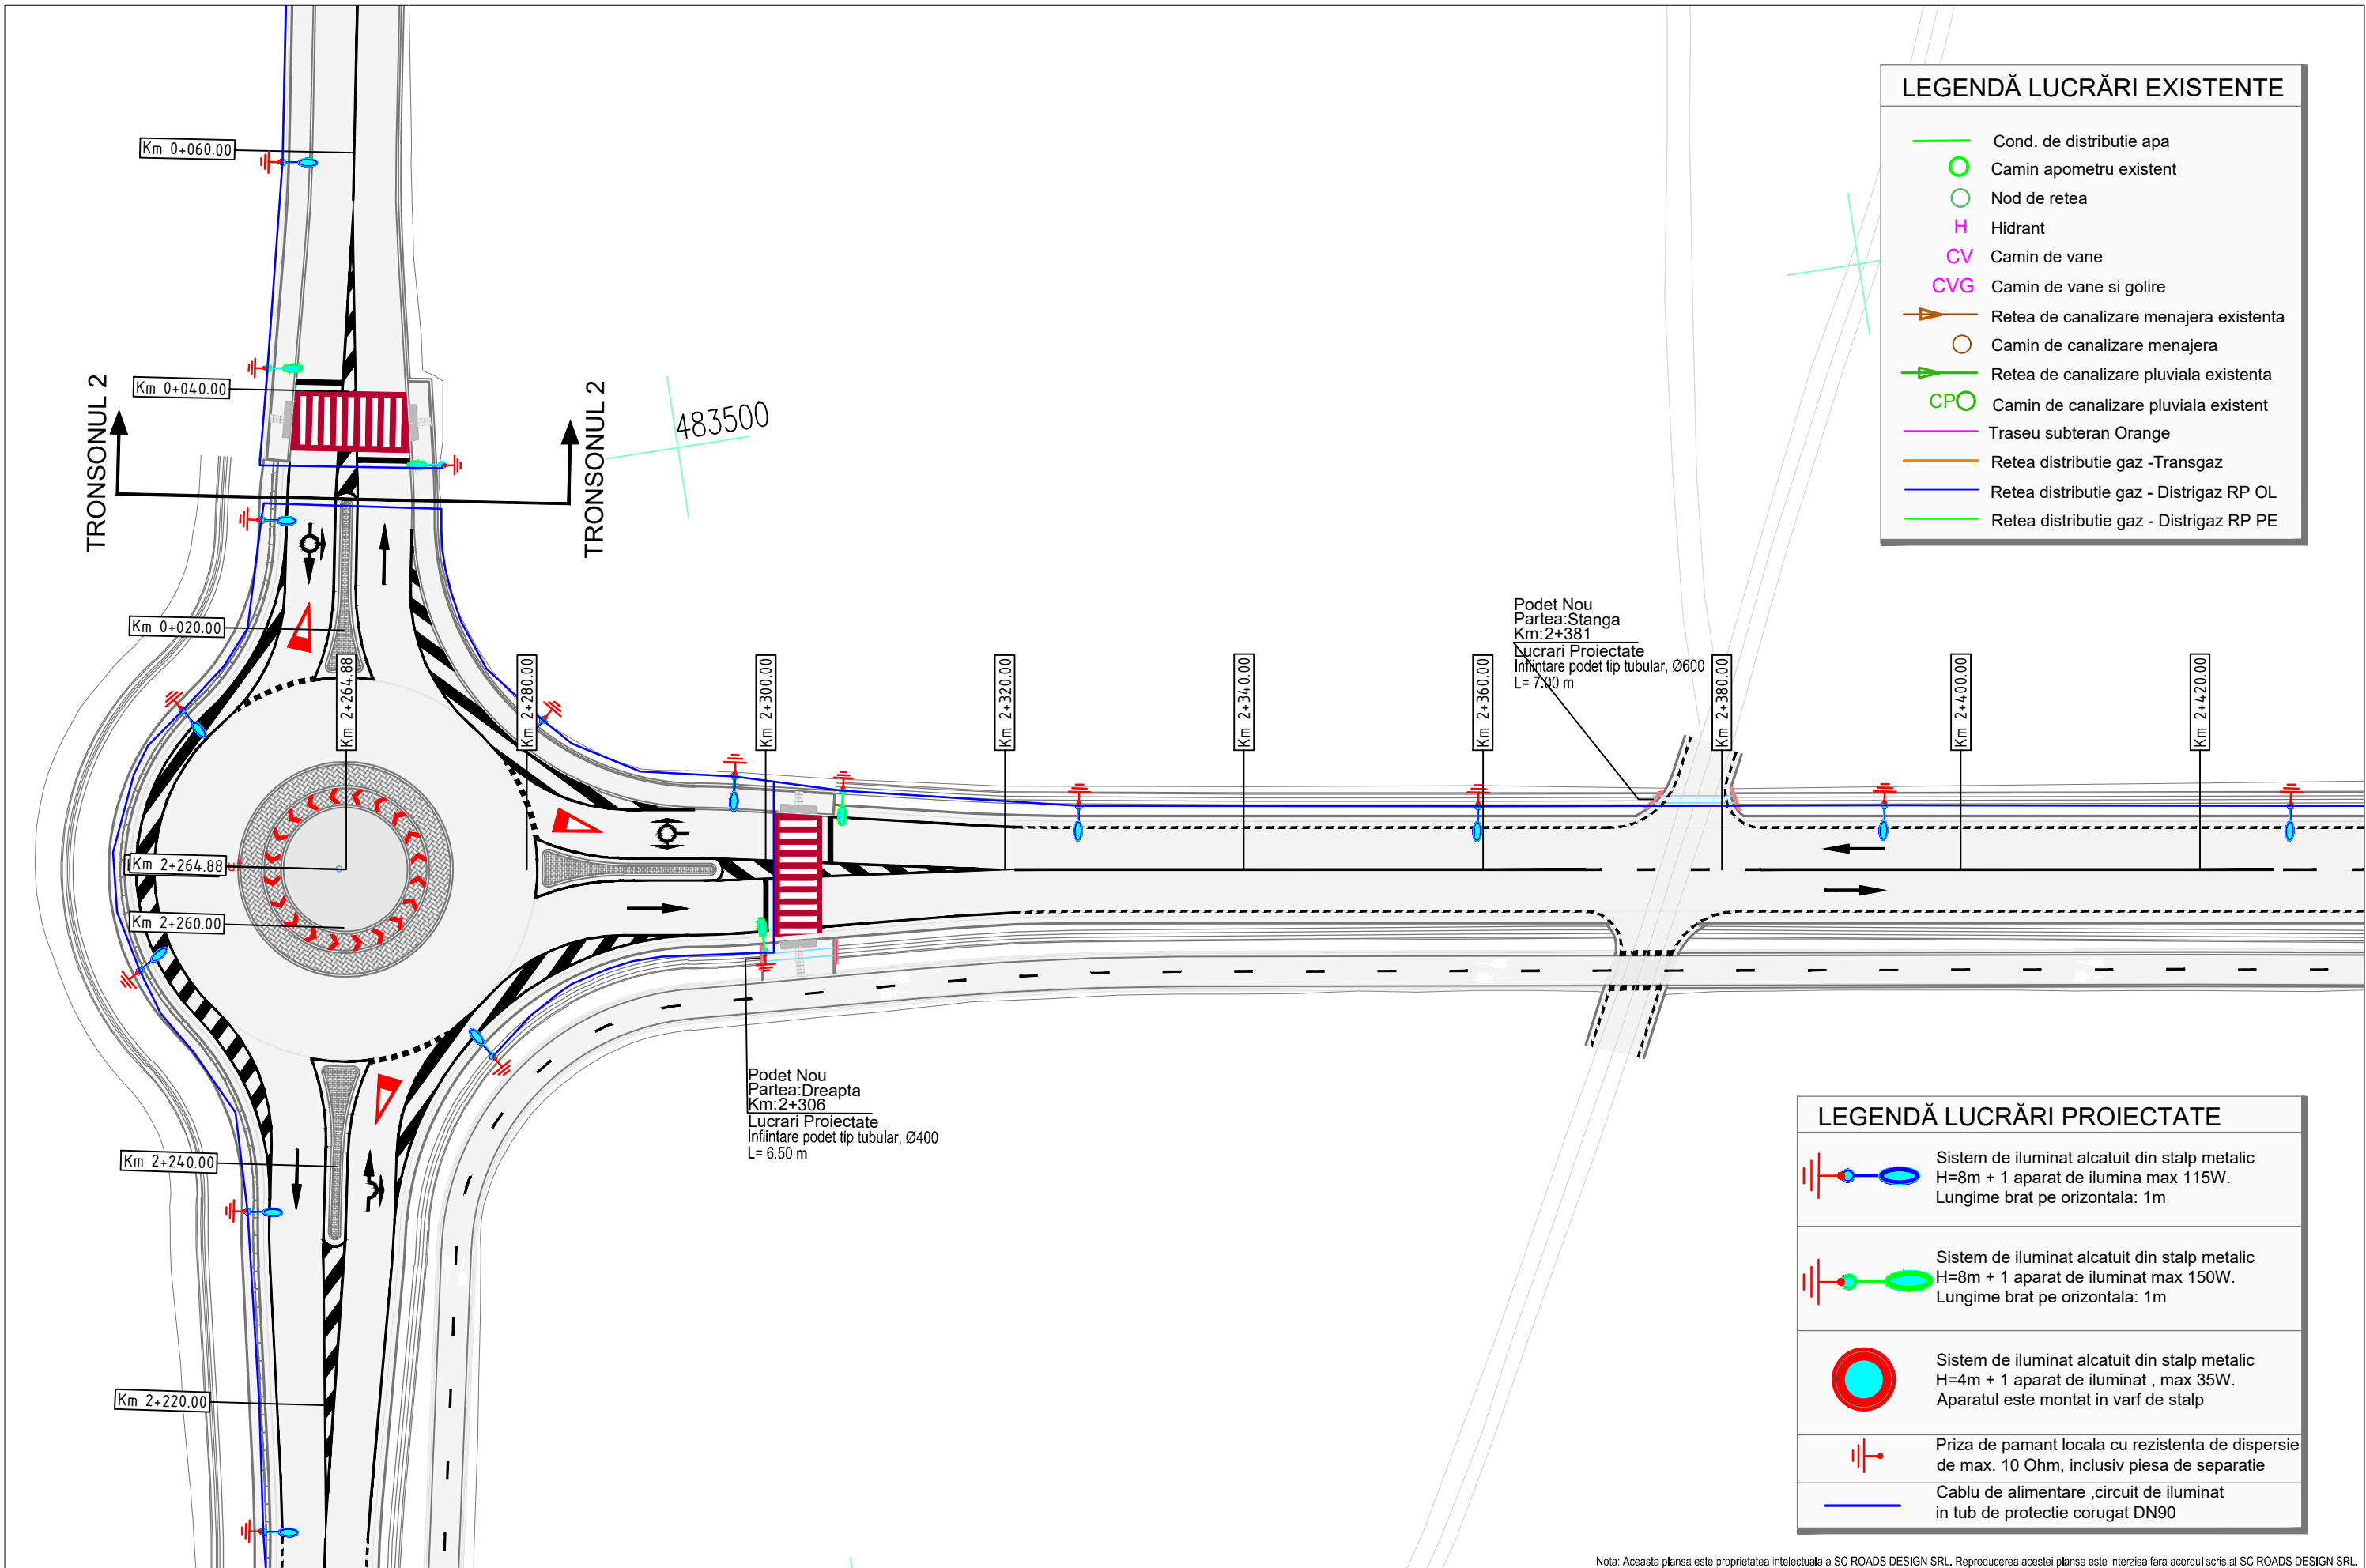 LEGENDĂ LUCRĂRI EXISTENTE
Cond. de distributie apa
Camin apometru existent
Nod de retea
H Hidrant
CV Camin de vane
CVG Camin de vane si golire
Retea de canalizare menajera existenta
Camin de canalizare menajera
Retea de canalizare pluviala existenta
CP Camin de canalizare pluviala existent
Traseu subteran Orange
Retea distributie gaz -Transgaz
Retea distributie gaz - Distrigaz RP OL
Retea distributie gaz - Distrigaz RP PE
Km 0+060.00
Km 0+040.00
TRONSONUL 2
TRONSONUL 2
483500
Km 0+020.00
Km 2+264.88
Km 2+280.00
Km 2+300.00
Km 2+320.00
Km 2+340.00
Km 2+360.00
Km 2+380.00
Km 2+400.00
Km 2+420.00
Podet Nou
Partea:Stanga
Km:2+381
Lucrari Proiectate
Infiintare podet tip tubular, Ø600
L= 7.00 m
Km 2+264.88
Km 2+260.00
Podet Nou
Partea:Dreapta
Km:2+306
Lucrari Proiectate
Infiintare podet tip tubular, Ø400
L= 6.50 m
Km 2+240.00
Km 2+220.00
LEGENDĂ LUCRĂRI PROIECTATE
Sistem de iluminat alcatuit din stalp metalic
H=8m + 1 aparat de ilumina max 115W.
Lungime brat pe orizontala: 1m
Sistem de iluminat alcatuit din stalp metalic
H=8m + 1 aparat de iluminat max 150W.
Lungime brat pe orizontala: 1m
Sistem de iluminat alcatuit din stalp metalic
H=4m + 1 aparat de iluminat , max 35W.
Aparatul este montat in varf de stalp
Priza de pamant locala cu rezistenta de dispersie
de max. 10 Ohm, inclusiv piesa de separatie
Cablu de alimentare ,circuit de iluminat
in tub de protectie corugat DN90
Nota: Aceasta plansa este proprietatea intelectuala a SC ROADS DESIGN SRL. Reproducerea acestei planse este interzisa fara acordul scris al SC ROADS DESIGN SRL.